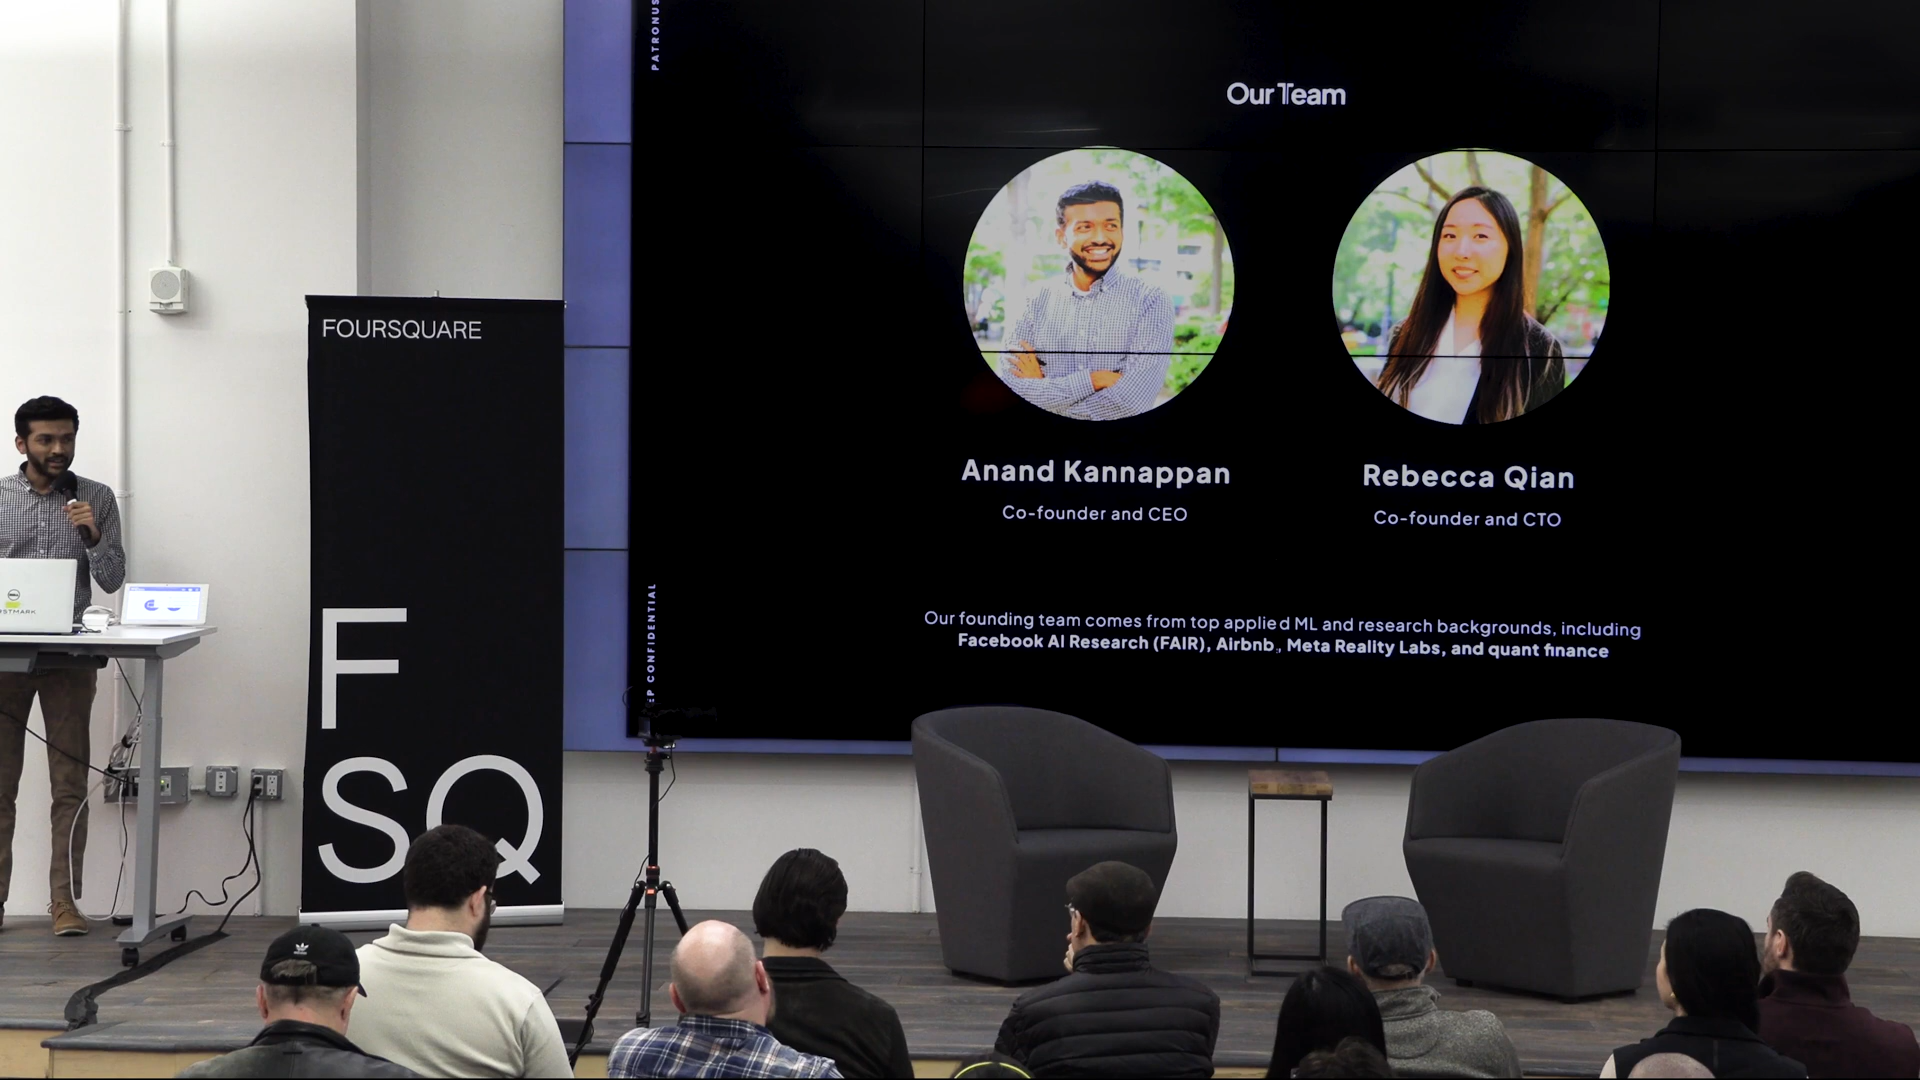 PATRONUS
Our Team
FOURSQUARE
Anand Kannappan
Rebecca Qian
Co-founder and CEO
Co-founder and CTO
Our founding team comes from top applied ML and research backgrounds, including
Facebook AI Research (FAIR), Airbnb, Meta Reality Labs, and quant finance
CONFIDENTIAL
DELL
F
SQ